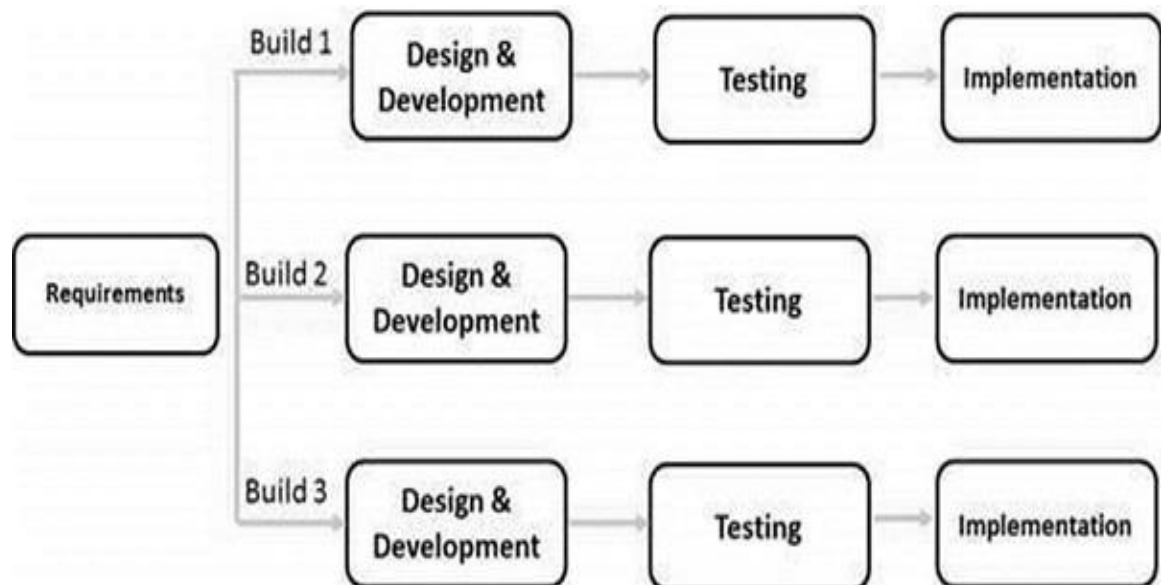 Build 1
Design &
Development
Testing
Implementation
Requirements
Build 2
Design &
Development
Testing
Implementation
Build 3
Design &
Development
Testing
Implementation